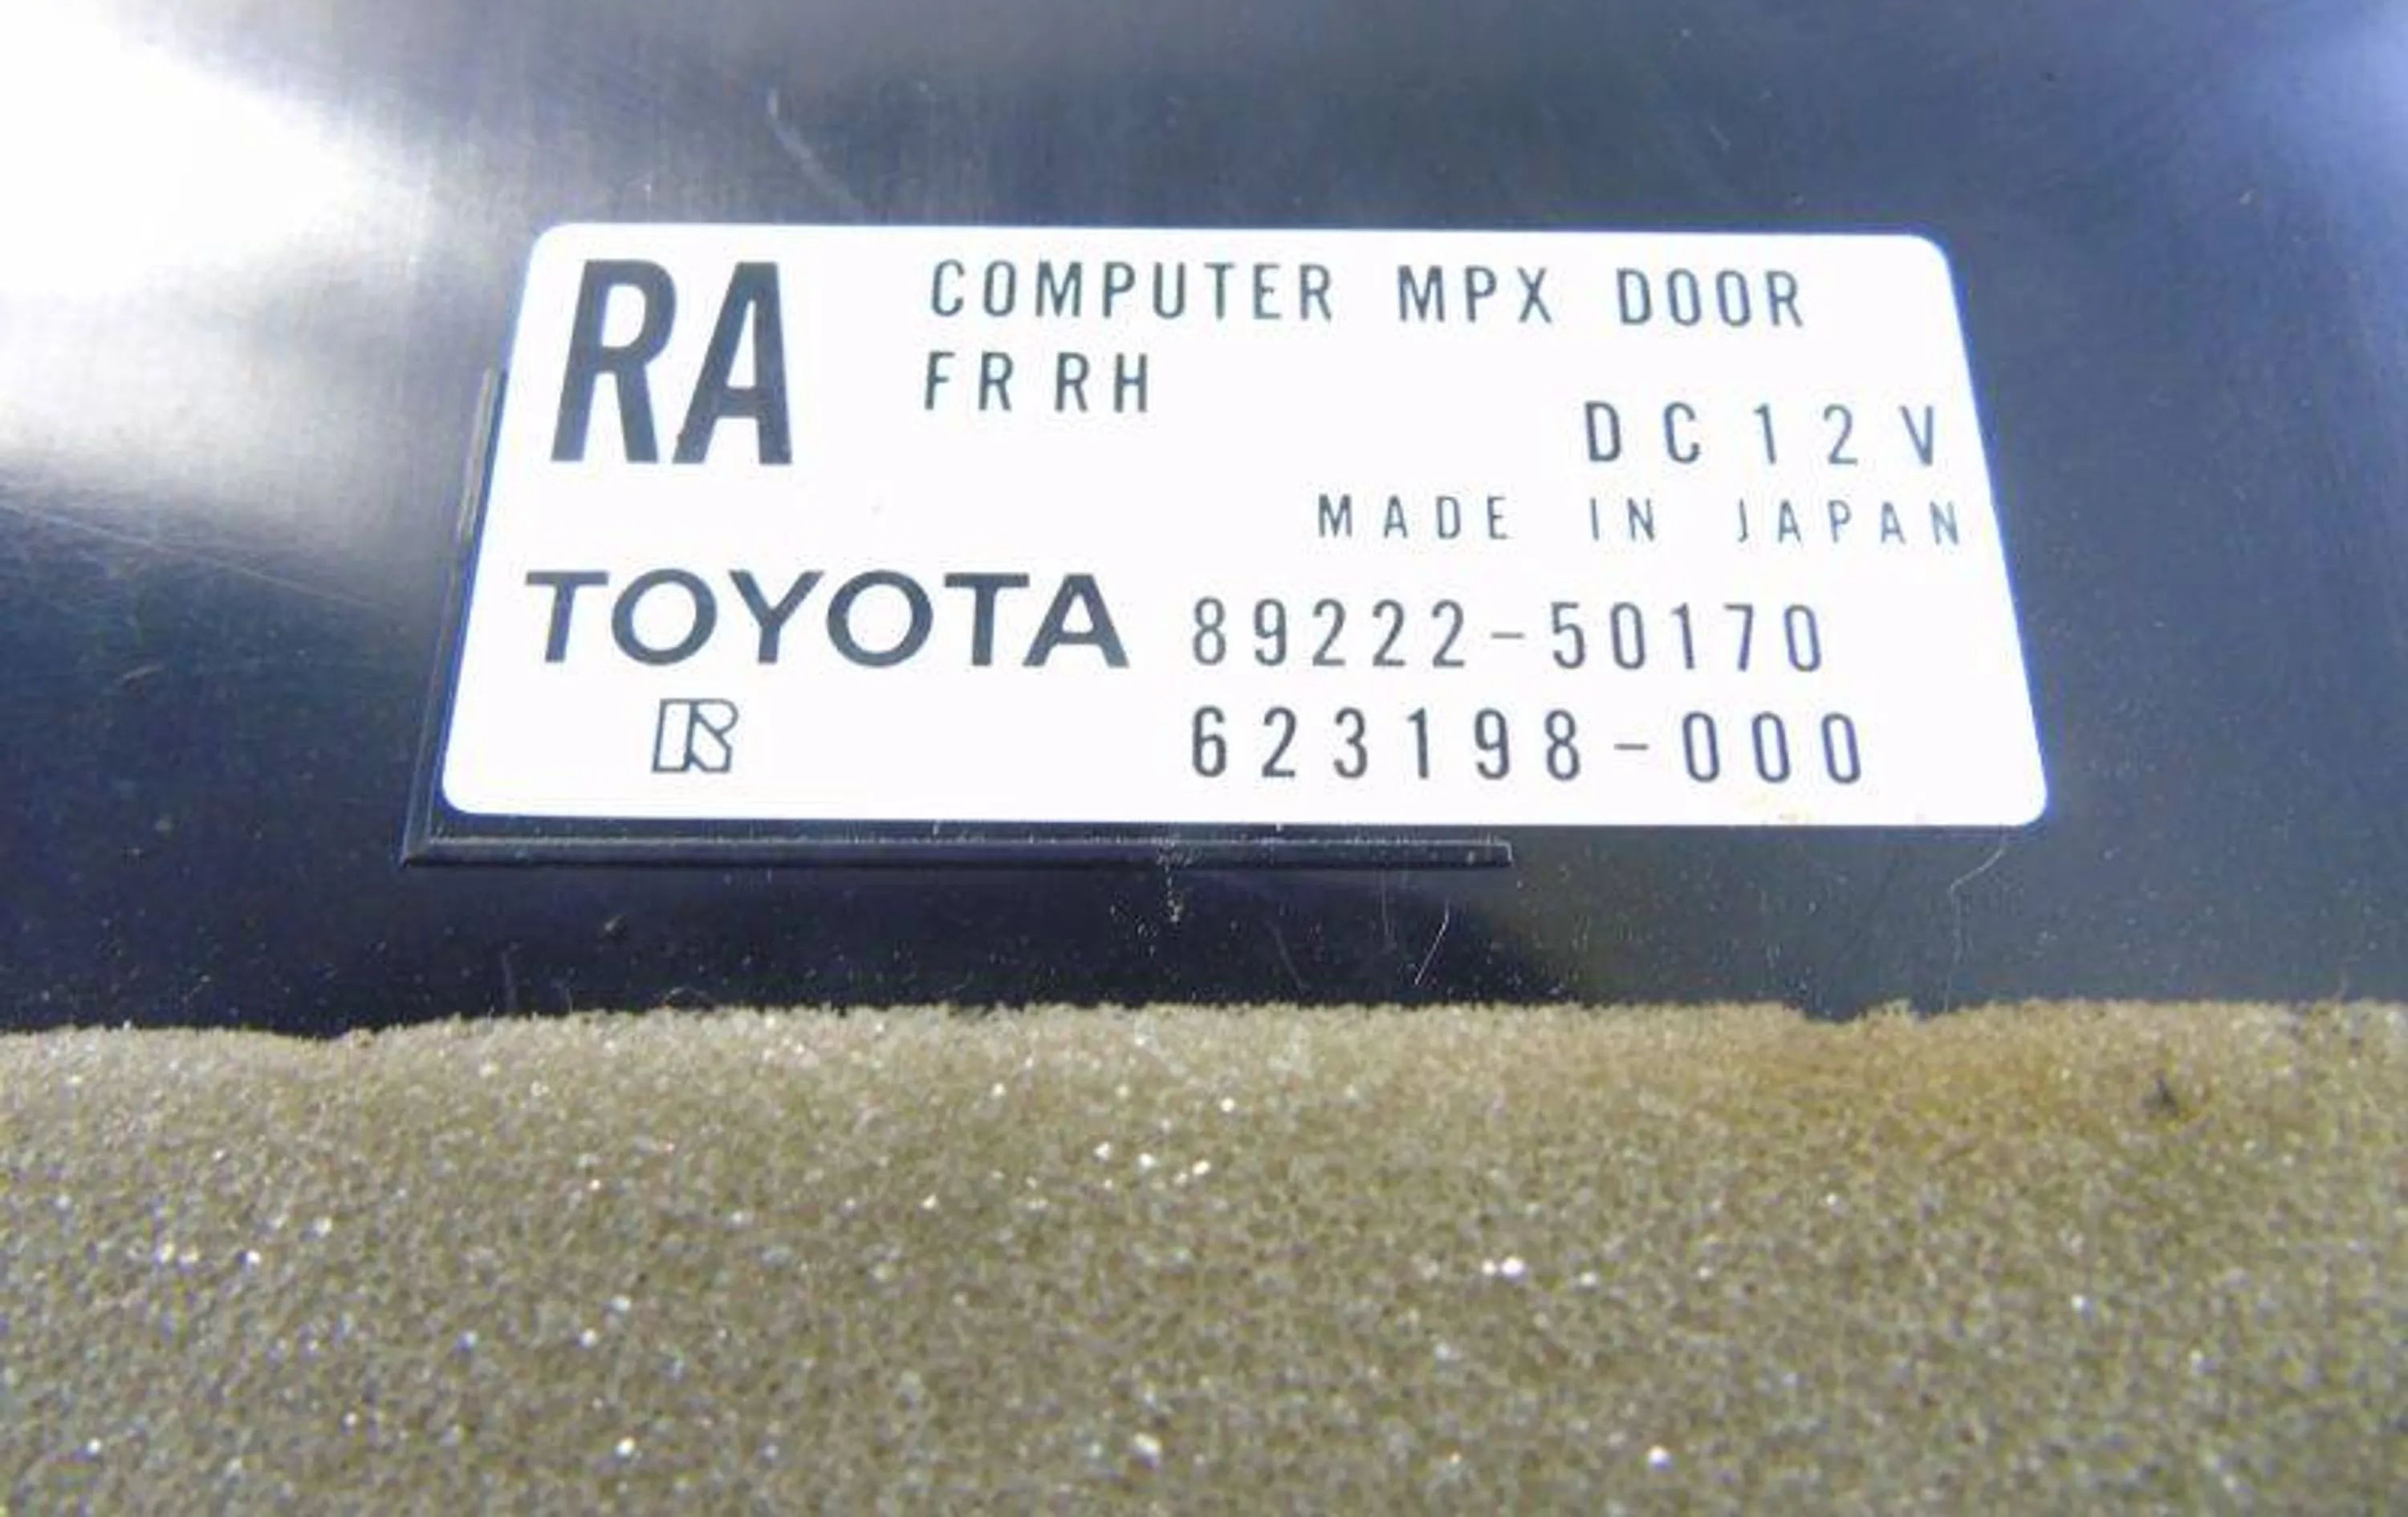 RA COMPUTER MPX DOOR
FR RH
DC12V
MADE IN JAPAN
TOYOTA 89222-50170
R 623198-000